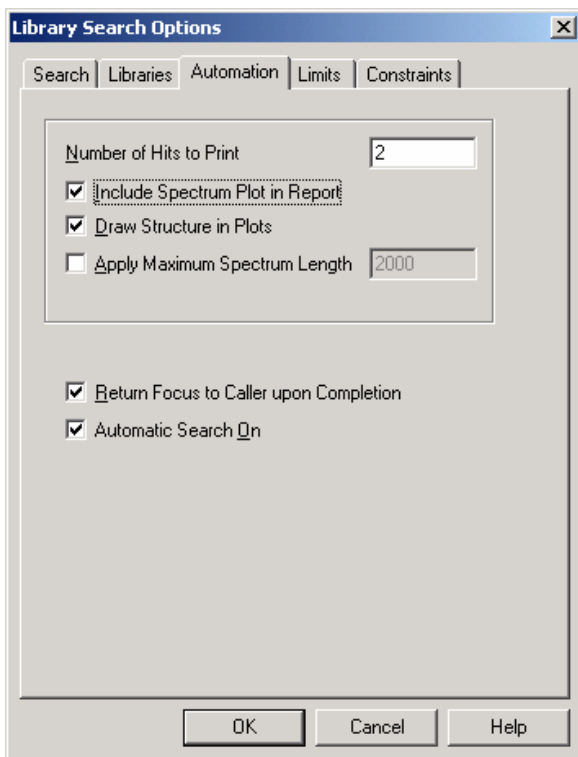 Library Search Options
Search Libraries Automation Limits Constraints
Number of Hits to Print 2
Include Spectrum Plot in Report
Draw Structure in Plots
Apply Maximum Spectrum Length 2000
Return Focus to Caller upon Completion
Automatic Search On
OK Cancel Help